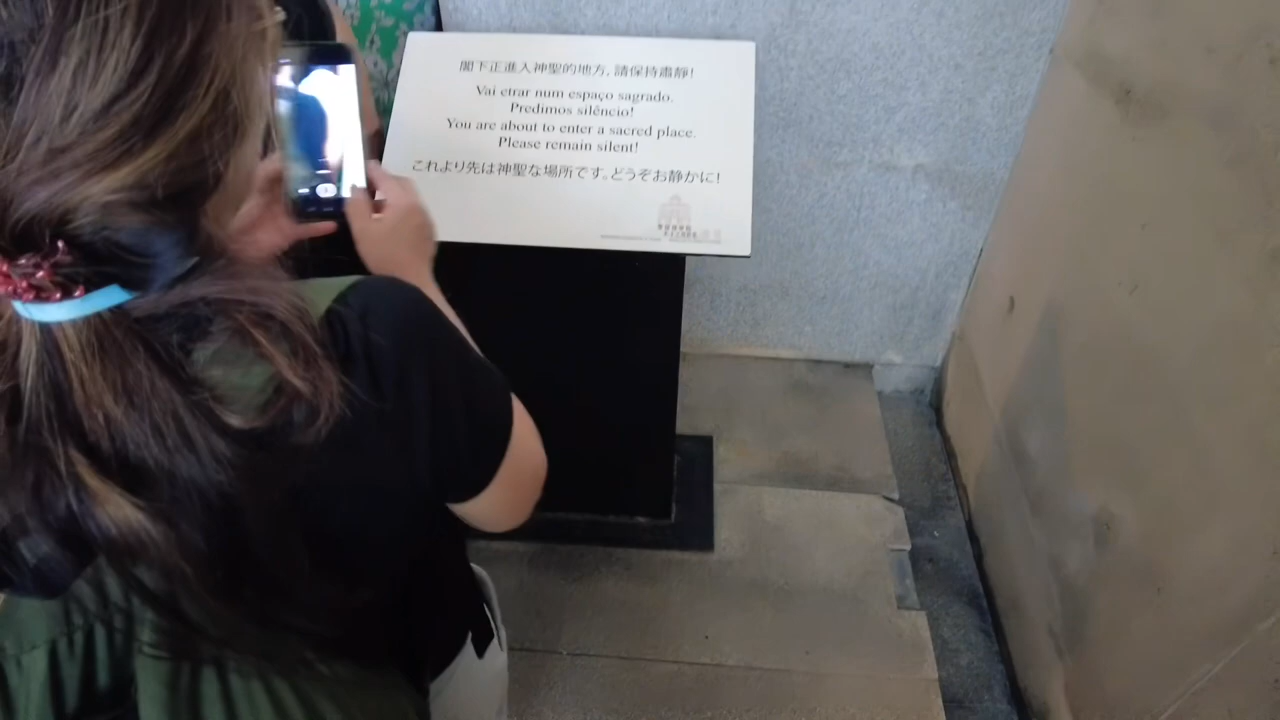 閣下正進入神聖的地方，請保持肅靜！
Vai etrar num espaço sagrado.
Predimos silêncio!
You are about to enter a sacred place.
Please remain silent!
これより先は神聖な場所です。どうぞお静かに！